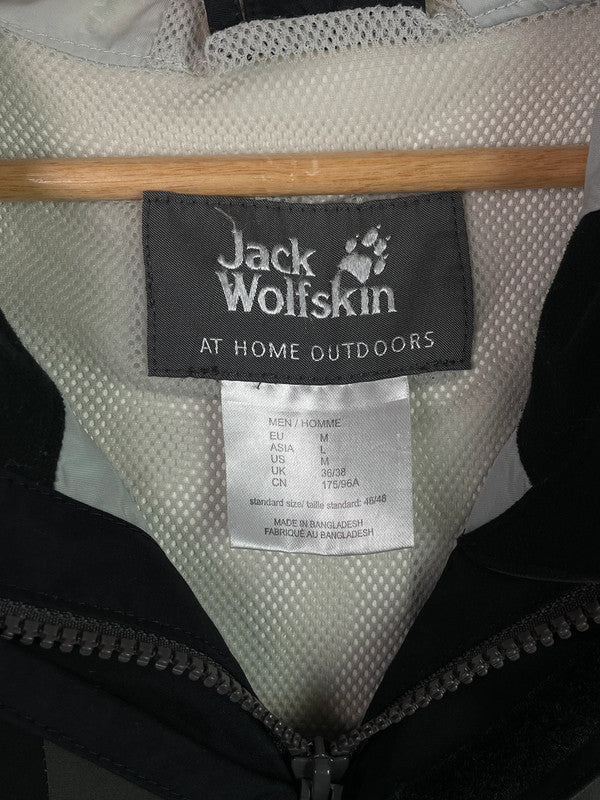 Jack
Wolfskin
AT HOME OUTDOORS
MEN / HOMME
EU M
ASIA L
US M
UK 36/38
CN 175/96A
standard size/ taille standard: 46/48
MADE IN BANGLADESH
FABRIQUÉ AU BANGLADESH